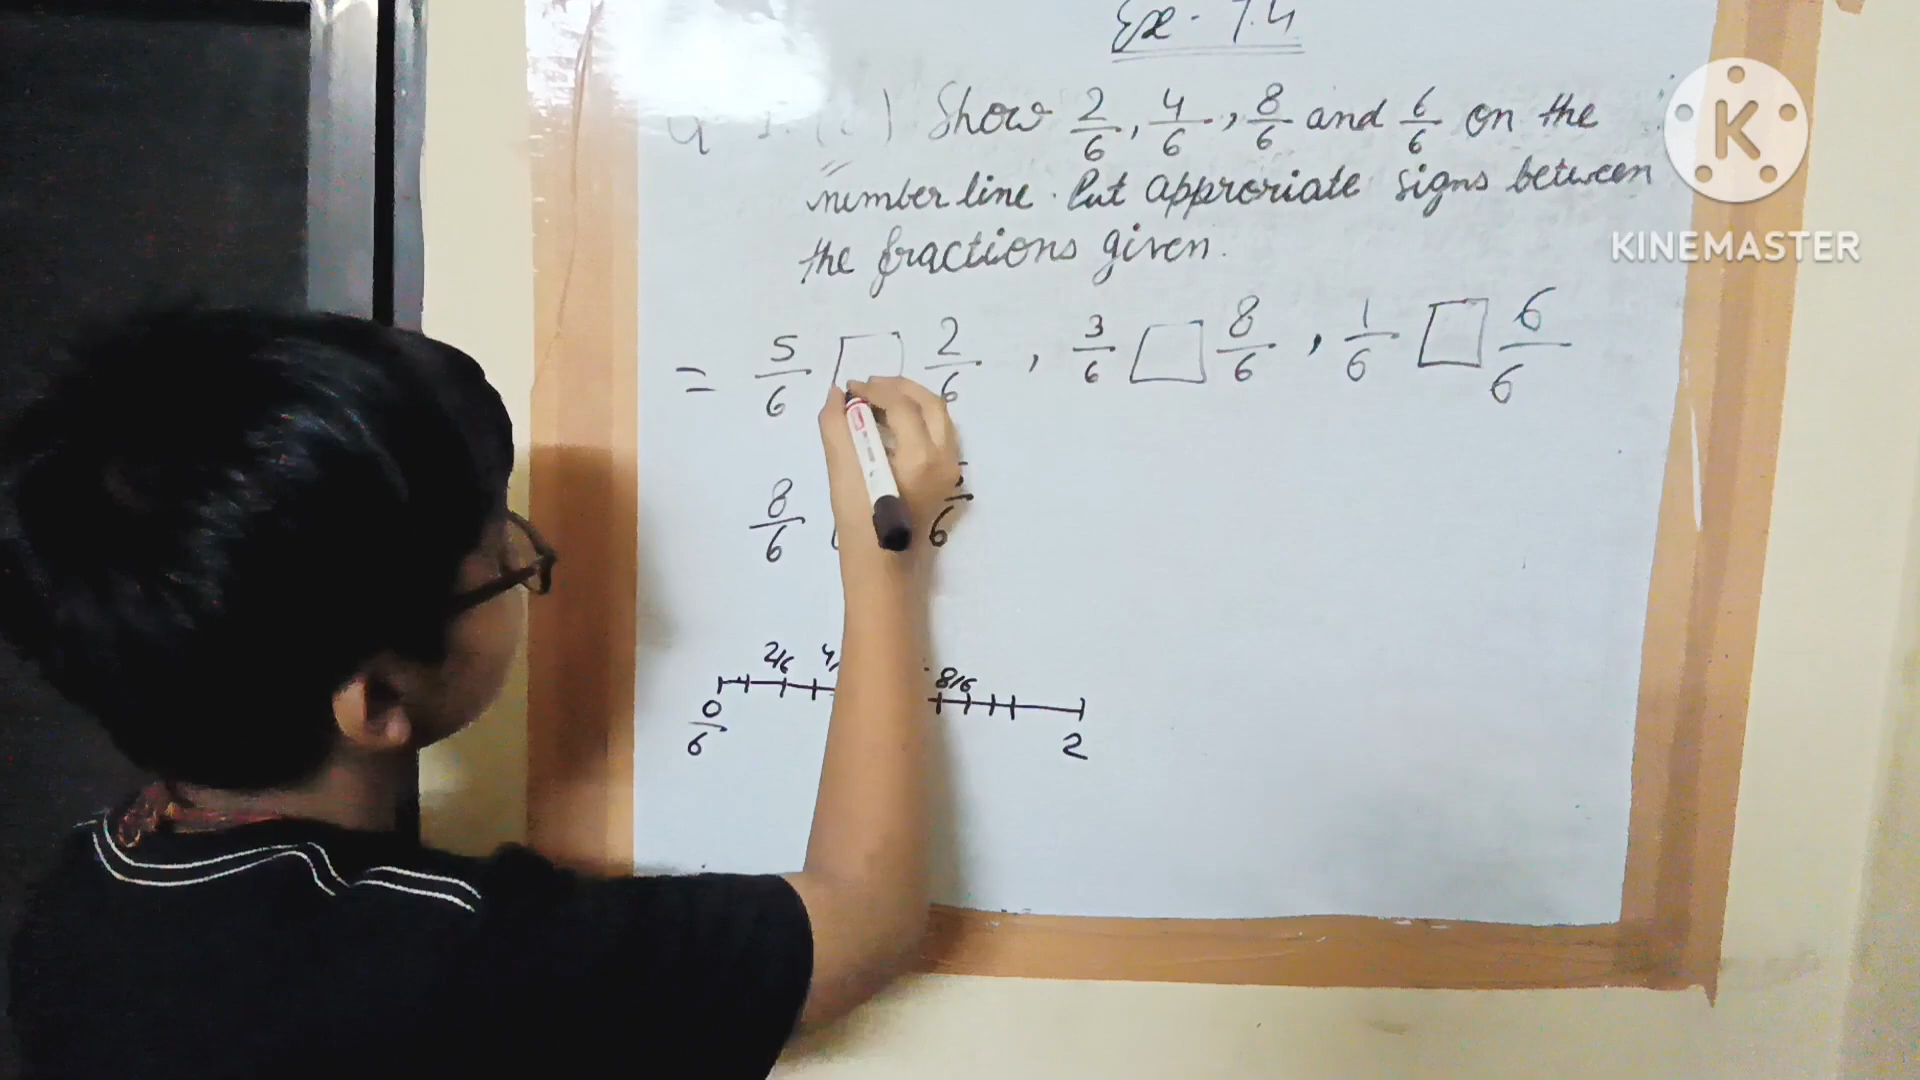 Ex - 7.4
Show 2/6, 4/6, 8/6 and 6/6 on the
number line. Put approriate signs between
the fractions given.
= 5/6 □ 2/6, 3/6 □ 8/6, 1/6 □ 6/6
8/6 6
2/6 4/ 8/6
0/6 2
K
KINEMASTER